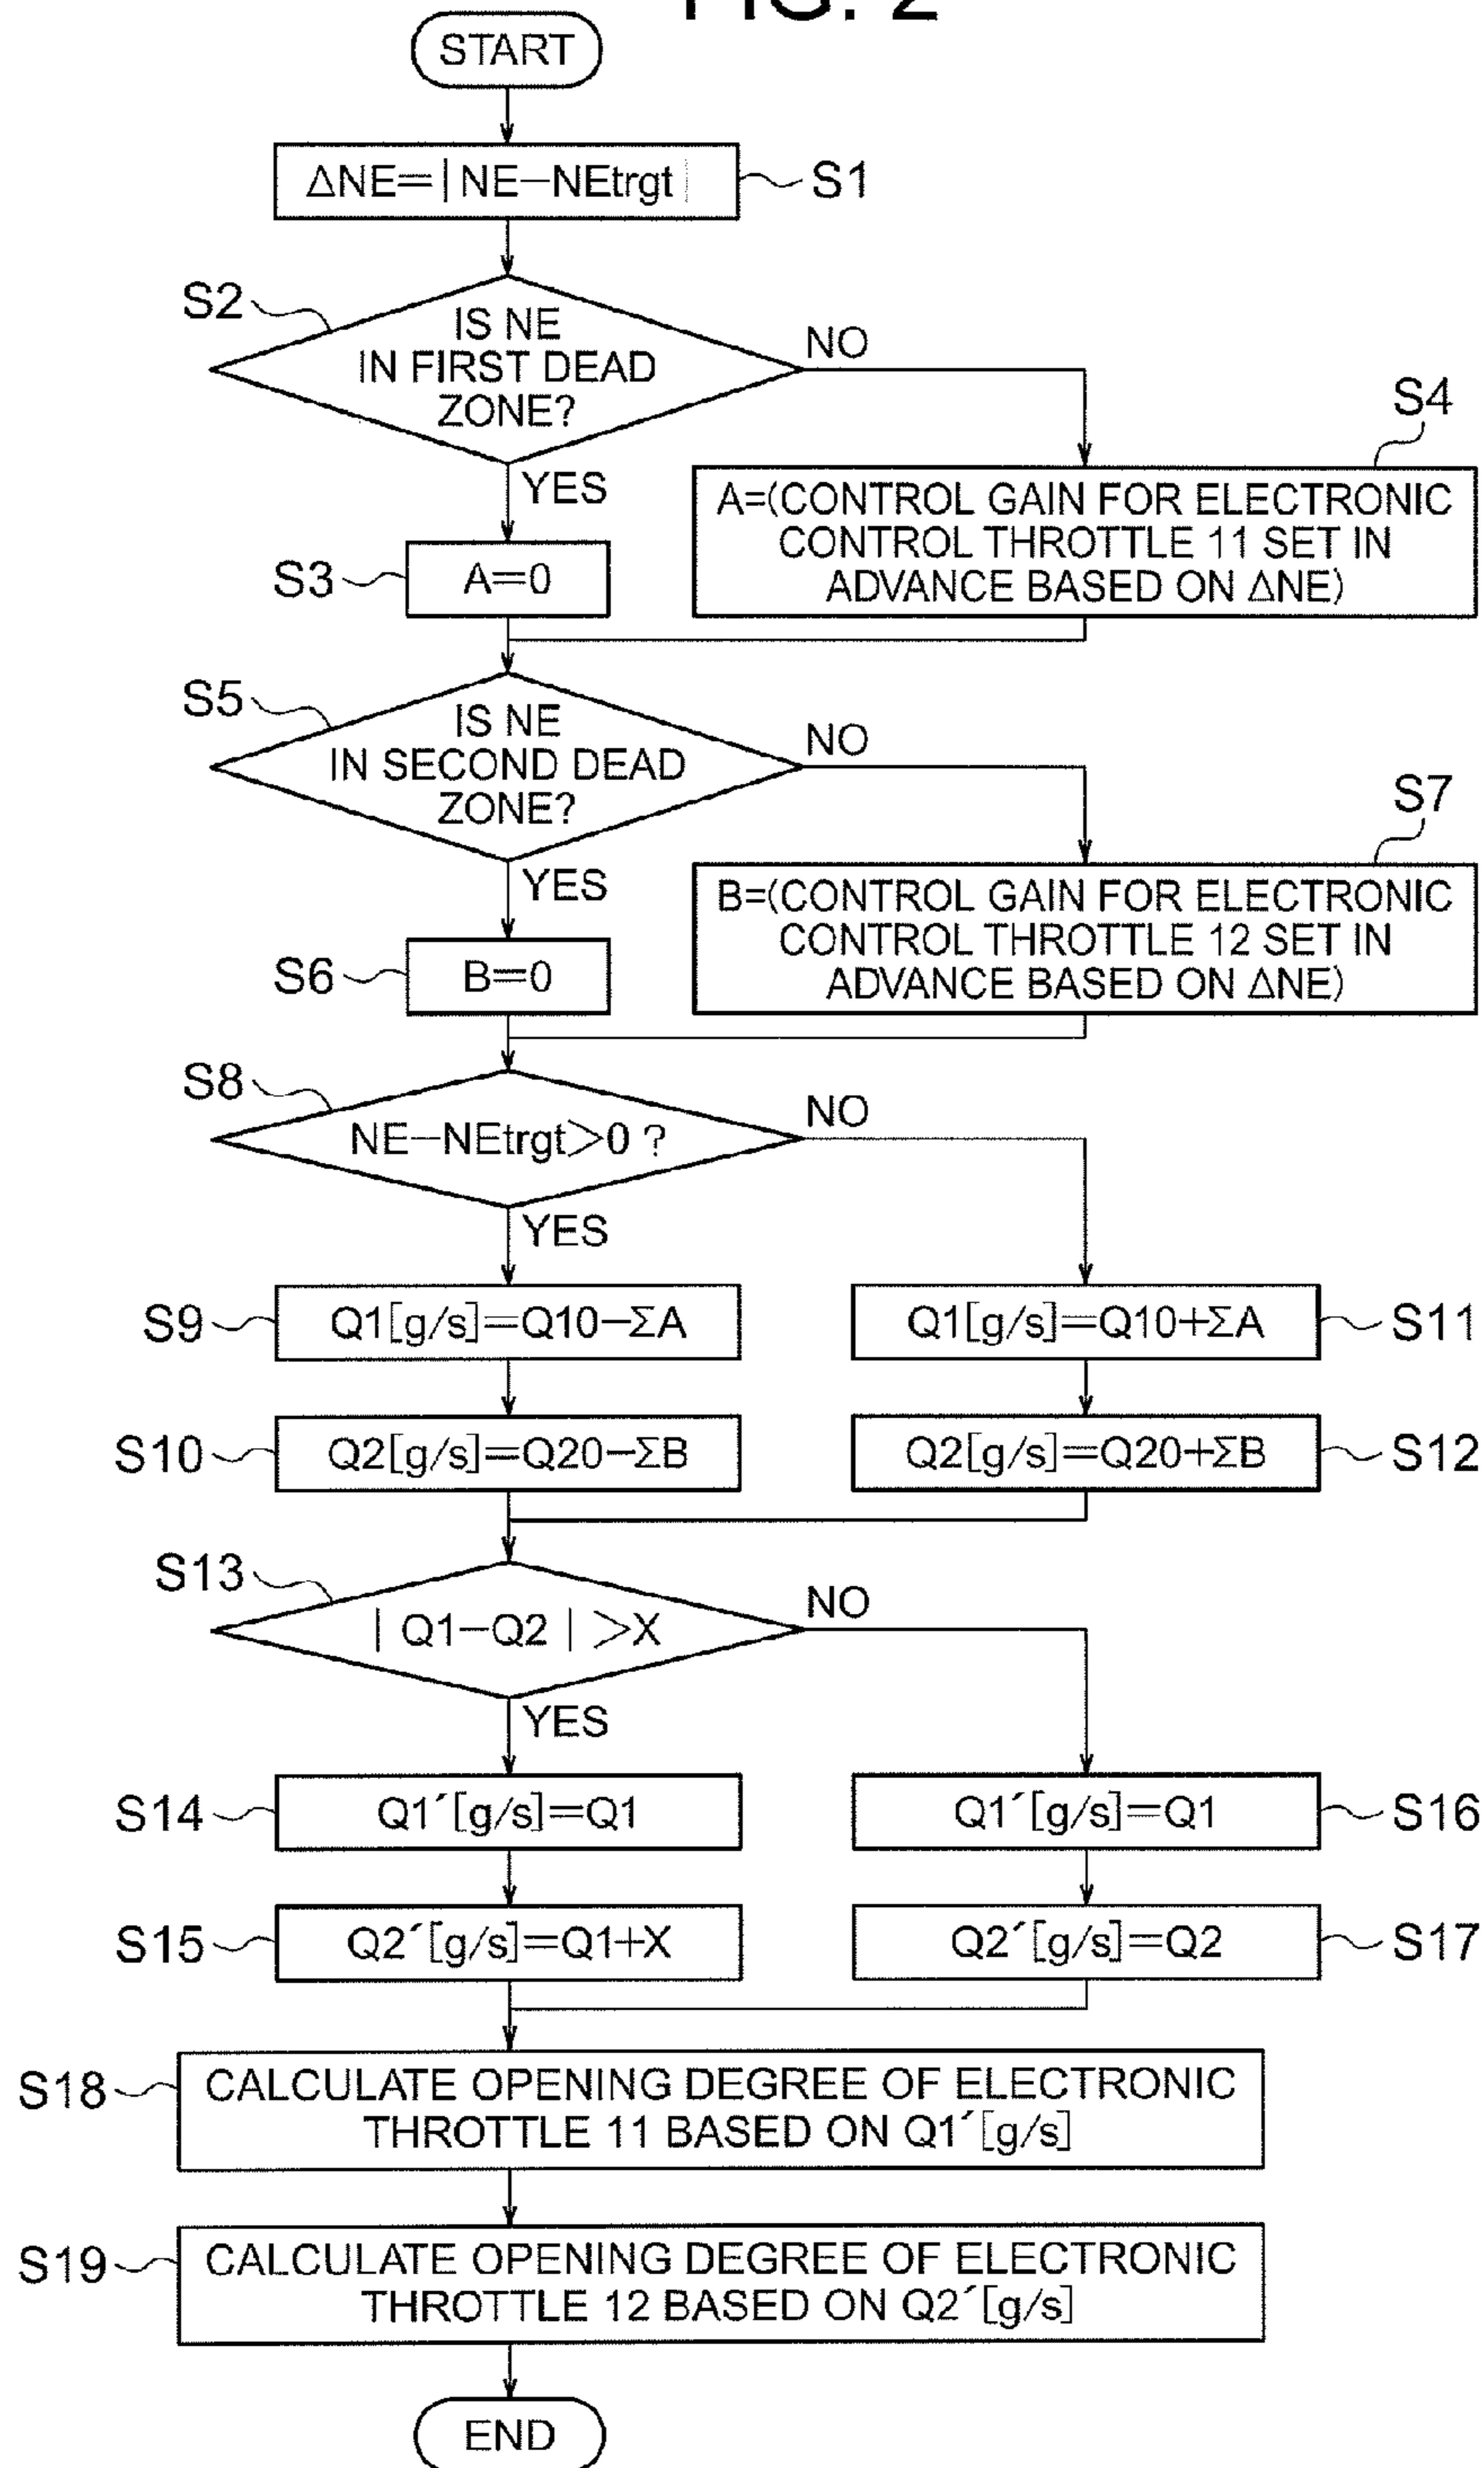 FIG. 2
START
ΔNE=|NE−NEtrgt|
S1
S2
IS NE
IN FIRST DEAD
ZONE?
NO
YES
S4
A=(CONTROL GAIN FOR ELECTRONIC
CONTROL THROTTLE 11 SET IN
ADVANCE BASED ON ΔNE)
S3
A=0
S5
IS NE
IN SECOND DEAD
ZONE?
NO
YES
S7
B=(CONTROL GAIN FOR ELECTRONIC
CONTROL THROTTLE 12 SET IN
ADVANCE BASED ON ΔNE)
S6
B=0
S8
NE−NEtrgt>0 ?
NO
YES
S9
Q1[g/s]=Q10−ΣA
Q1[g/s]=Q10+ΣA
S11
S10
Q2[g/s]=Q20−ΣB
Q2[g/s]=Q20+ΣB
S12
S13
| Q1−Q2 | >X
NO
YES
S14
Q1´[g/s]=Q1
Q1´[g/s]=Q1
S16
S15
Q2´[g/s]=Q1+X
Q2´[g/s]=Q2
S17
S18
CALCULATE OPENING DEGREE OF ELECTRONIC
THROTTLE 11 BASED ON Q1´[g/s]
S19
CALCULATE OPENING DEGREE OF ELECTRONIC
THROTTLE 12 BASED ON Q2´[g/s]
END